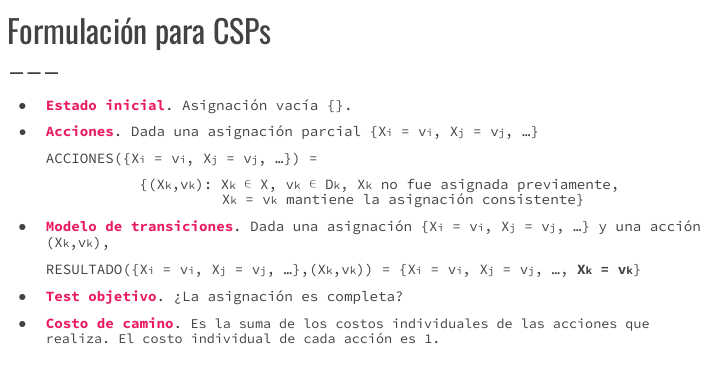 Formulación para CSPs
● Estado inicial. Asignación vacía {}.
● Acciones. Dada una asignación parcial {Xᵢ = vᵢ, Xⱼ = vⱼ, …}
ACCIONES({Xᵢ = vᵢ, Xⱼ = vⱼ, …}) =
{(Xₖ,vₖ): Xₖ ∈ X, vₖ ∈ Dₖ, Xₖ no fue asignada previamente,
Xₖ = vₖ mantiene la asignación consistente}
● Modelo de transiciones. Dada una asignación {Xᵢ = vᵢ, Xⱼ = vⱼ, …} y una acción
(Xₖ,vₖ),
RESULTADO({Xᵢ = vᵢ, Xⱼ = vⱼ, …},(Xₖ,vₖ)) = {Xᵢ = vᵢ, Xⱼ = vⱼ, …, Xₖ = vₖ}
● Test objetivo. ¿La asignación es completa?
● Costo de camino. Es la suma de los costos individuales de las acciones que
realiza. El costo individual de cada acción es 1.